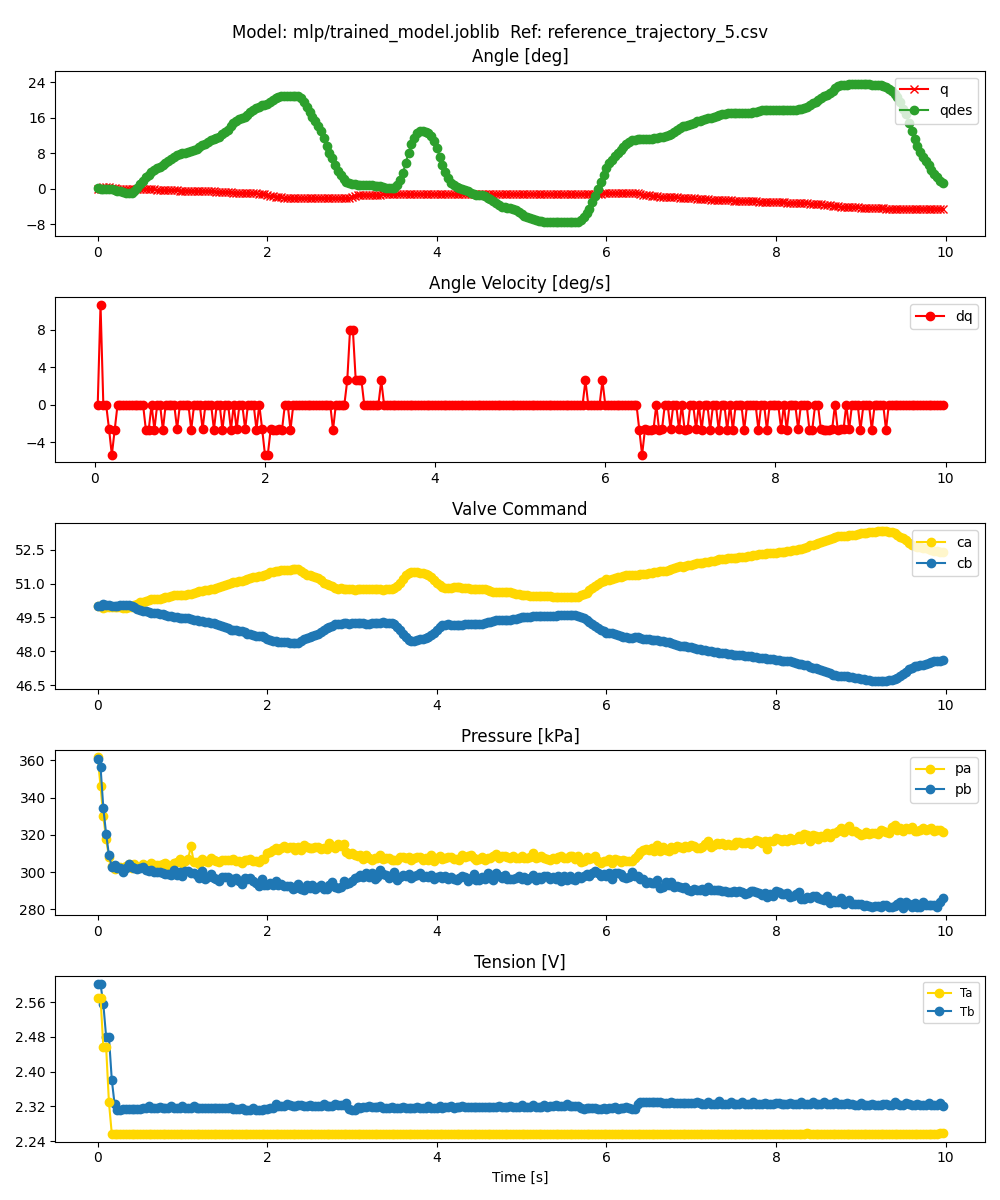 Model: mlp/trained_model.joblib  Ref: reference_trajectory_5.csv
Angle [deg]
24
16
8
0
−8
q
qdes
0 2 4 6 8 10
Angle Velocity [deg/s]
8
4
0
−4
dq
0 2 4 6 8 10
Valve Command
52.5
51.0
49.5
48.0
46.5
ca
cb
0 2 4 6 8 10
Pressure [kPa]
360
340
320
300
280
pa
pb
0 2 4 6 8 10
Tension [V]
2.56
2.48
2.40
2.32
2.24
Ta
Tb
0 2 4 6 8 10
Time [s]